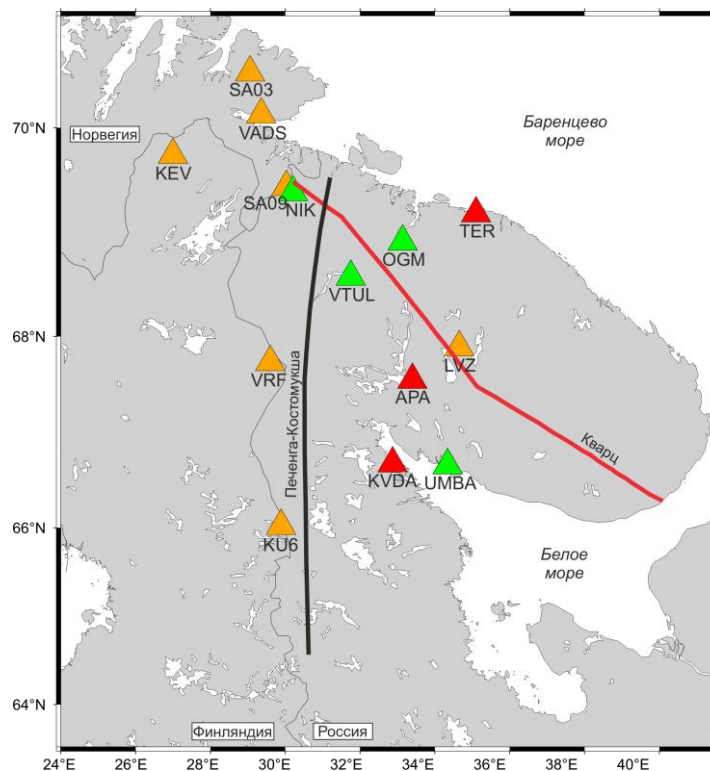 SA03
70°N
Баренцево
море
Норвегия
VADS
KEV
SA09
NIK
TER
OGM
VTUL
68°N
LVZ
VRF
APA
Печенга-Костомукша
Кварц
KVDA
UMBA
66°N
KU6
Белое
море
64°N
Финляндия
Россия
24°E 26°E 28°E 30°E 32°E 34°E 36°E 38°E 40°E